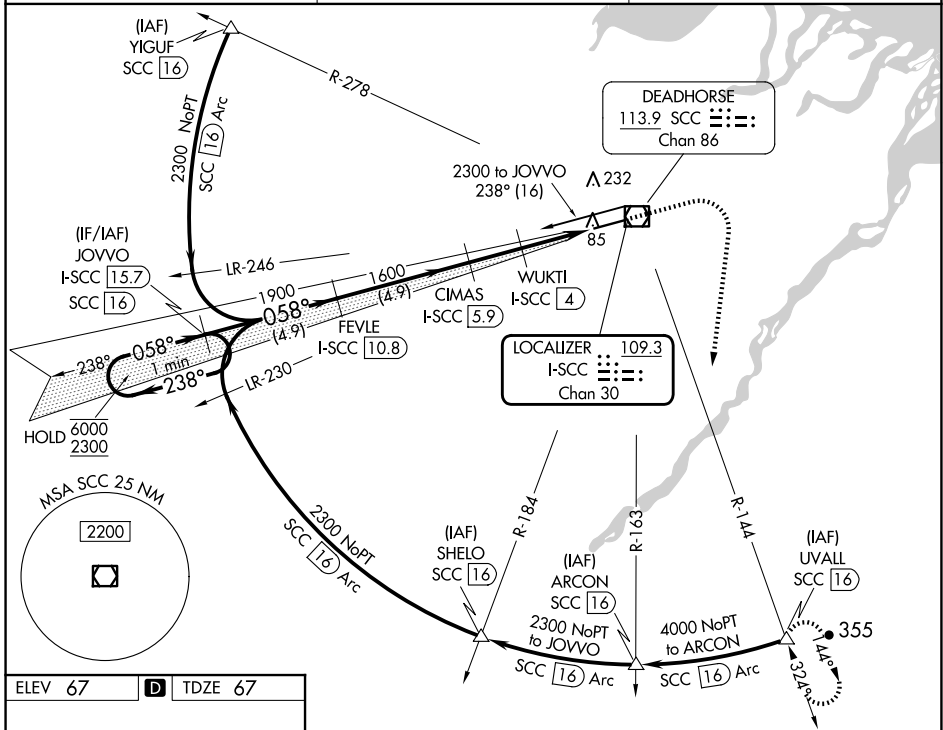 (IAF)
YIGUF
SCC 16
R-278
2300 NoPT
SCC 16 Arc
DEADHORSE
113.9 SCC
Chan 86
2300 to JOVVO
238° (16)
232
85
(IF/IAF)
JOVVO
I-SCC 15.7
SCC 16
LR-246
1900
1600
058°
(4.9)
(4.9)
FEVLE
I-SCC 10.8
CIMAS
I-SCC 5.9
WUKTI
I-SCC 4
238°
058°
1 min
238°
LR-230
HOLD 6000
2300
LOCALIZER 109.3
I-SCC
Chan 30
MSA SCC 25 NM
2200
2300 NoPT
SCC 16 Arc
R-184
R-163
R-144
(IAF)
SHELO
SCC 16
(IAF)
ARCON
SCC 16
(IAF)
UVALL
SCC 16
2300 NoPT
to JOVVO
SCC 16 Arc
4000 NoPT
to ARCON
SCC 16 Arc
355
144°
324°
ELEV 67 D TDZE 67